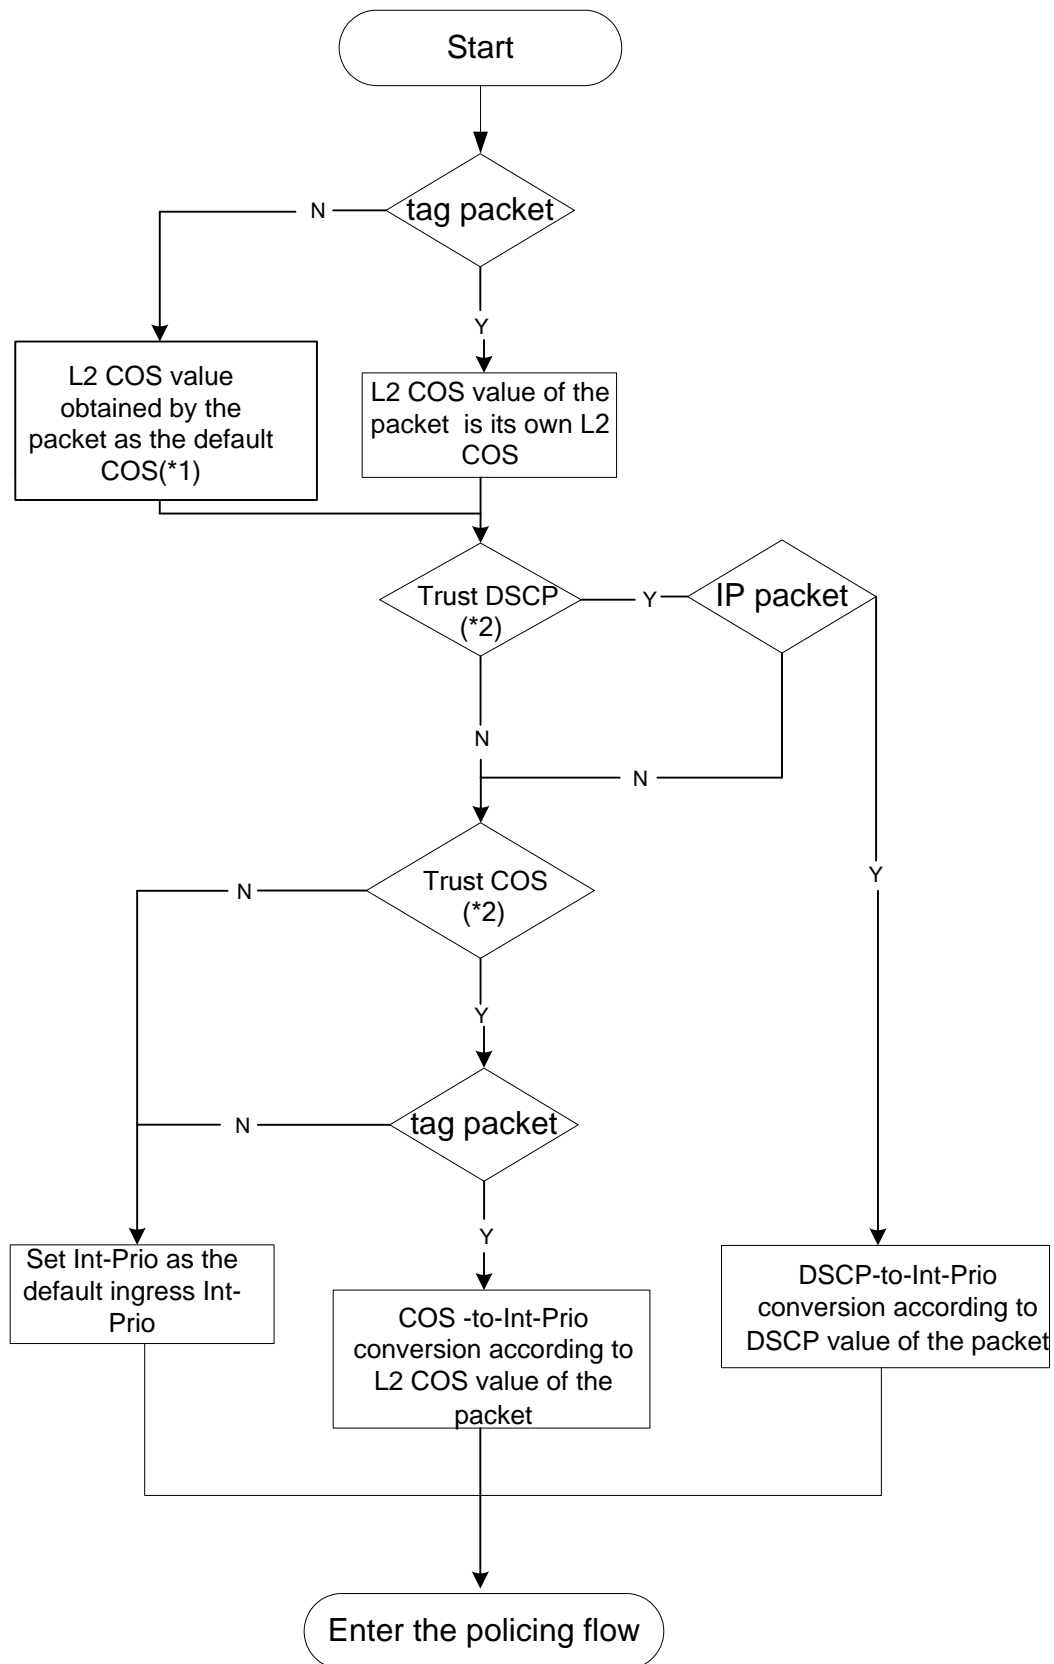 Start
tag packet
N
Y
L2 COS value
obtained by the
packet as the default
COS(*1)
L2 COS value of the
packet  is its own L2
COS
Trust DSCP
(*2)
Y
IP packet
N
N
Y
Trust COS
(*2)
N
Y
tag packet
N
Y
Set Int-Prio as the
default ingress Int-
Prio
COS -to-Int-Prio
conversion according to
L2 COS value of the
packet
DSCP-to-Int-Prio
conversion according to
DSCP value of the packet
Enter the policing flow